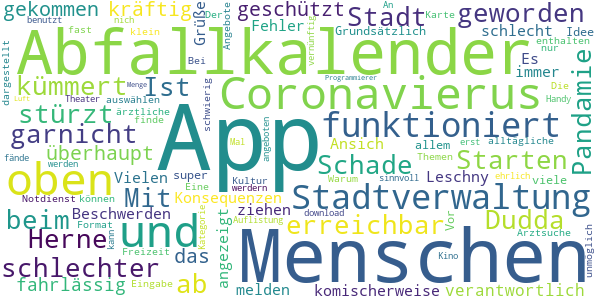 gekommen benutzt nich Der An Karte
fast klein Grüße Angebote geschützt Stadt geworden
kräftig Bei Fehler Grundsätzlich vernünftig schlecht Idee
dargestellt Abfallkalender Es enthalten
immer nur
kümmert Ist Menge Programmierer Die
Luft Theater auswählen schwierig Coronavierus Handy
stürzt ärztliche App funktioniert Pandamie
garnicht finde angeboten allem erst alltagliche
überhaupt Mal Ansich Themen
fände werden Vielen super Kultur Schade Starten
oben Mit Eine werdern Warum sinnvoll Leschny viele ehrlich
Notdienst können Konsequenzen Stadtverwaltung
beim Beschwerden Kategorie Auflistung download
Format und ziehen erreichbar Vor Dudda
Herne kann Freizeit das angezeigt Menschen Arztsuche
schlechter Kino unmöglich
fahrlässig Eingabe ab melden komischerweise verantwortlich